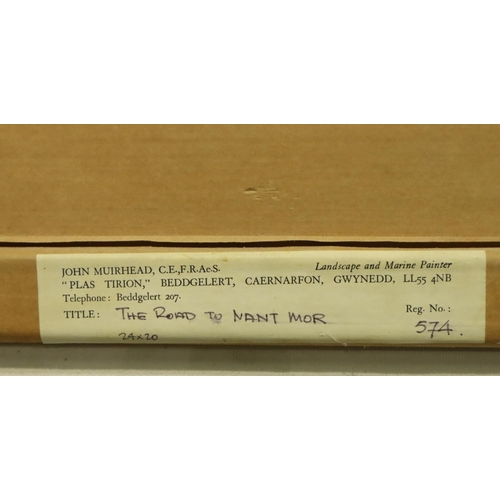 JOHN MUIRHEAD, C.E.,F.R.Ae.S. Landscape and Marine Painter
"PLAS TIRION," BEDDGELERT, CAERNARFON, GWYNEDD, LL55 4NB
Telephone: Beddgelert 207.
TITLE: THE ROAD TO NANT MOR Reg. No.:
24x20 574.